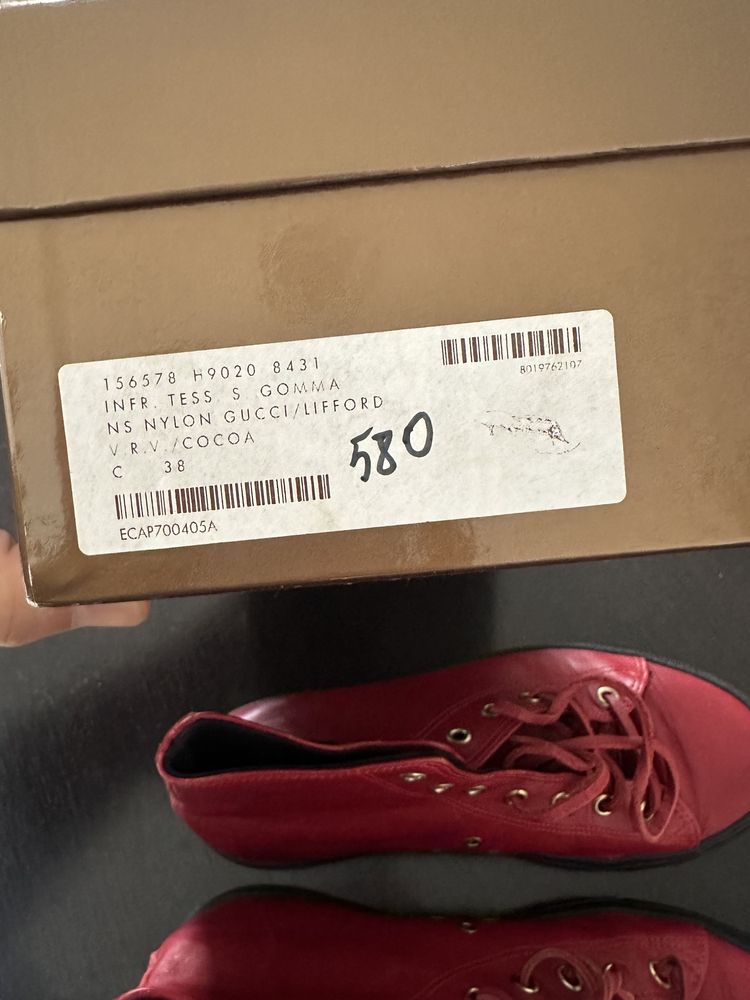 156578 H9020 8431
INFR. TESS S GOMMA
NS NYLON GUCCI/LIFFORD
V.R.V./COCOA
C 38
ECAP700405A
8019762107
580